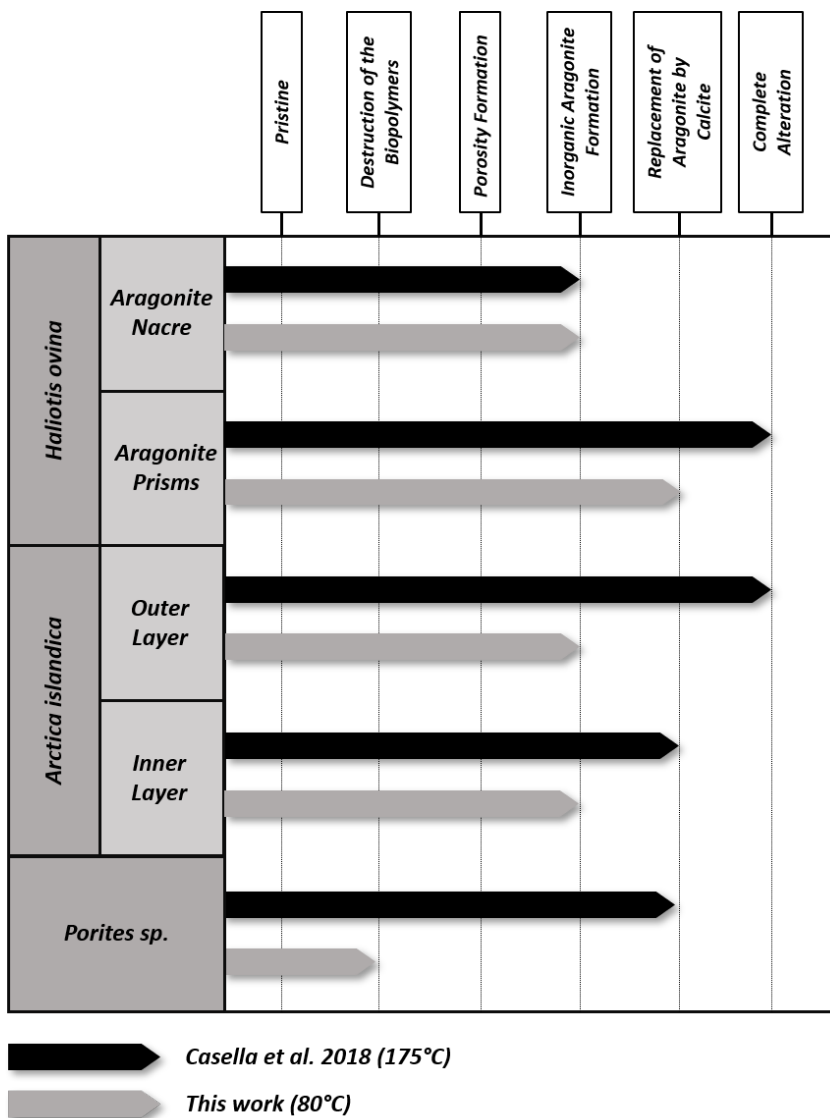 Pristine
Destruction of the
Biopolymers
Porosity Formation
Inorganic Aragonite
Formation
Replacement of
Aragonite by
Calcite
Complete
Alteration
Haliotis ovina
Aragonite
Nacre
Aragonite
Prisms
Arctica islandica
Outer
Layer
Inner
Layer
Porites sp.
Casella et al. 2018 (175°C)
This work (80°C)